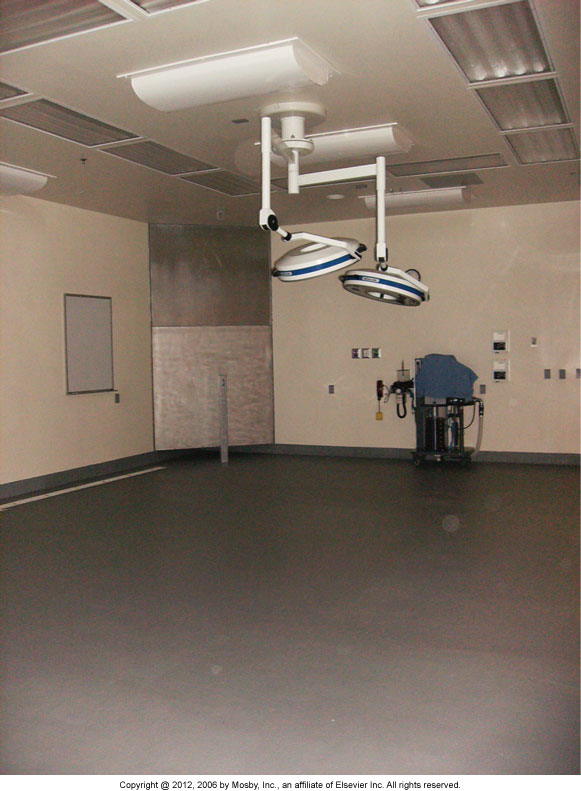 Copyright @ 2012, 2006 by Mosby, Inc., an affiliate of Elsevier Inc. All rights reserved.